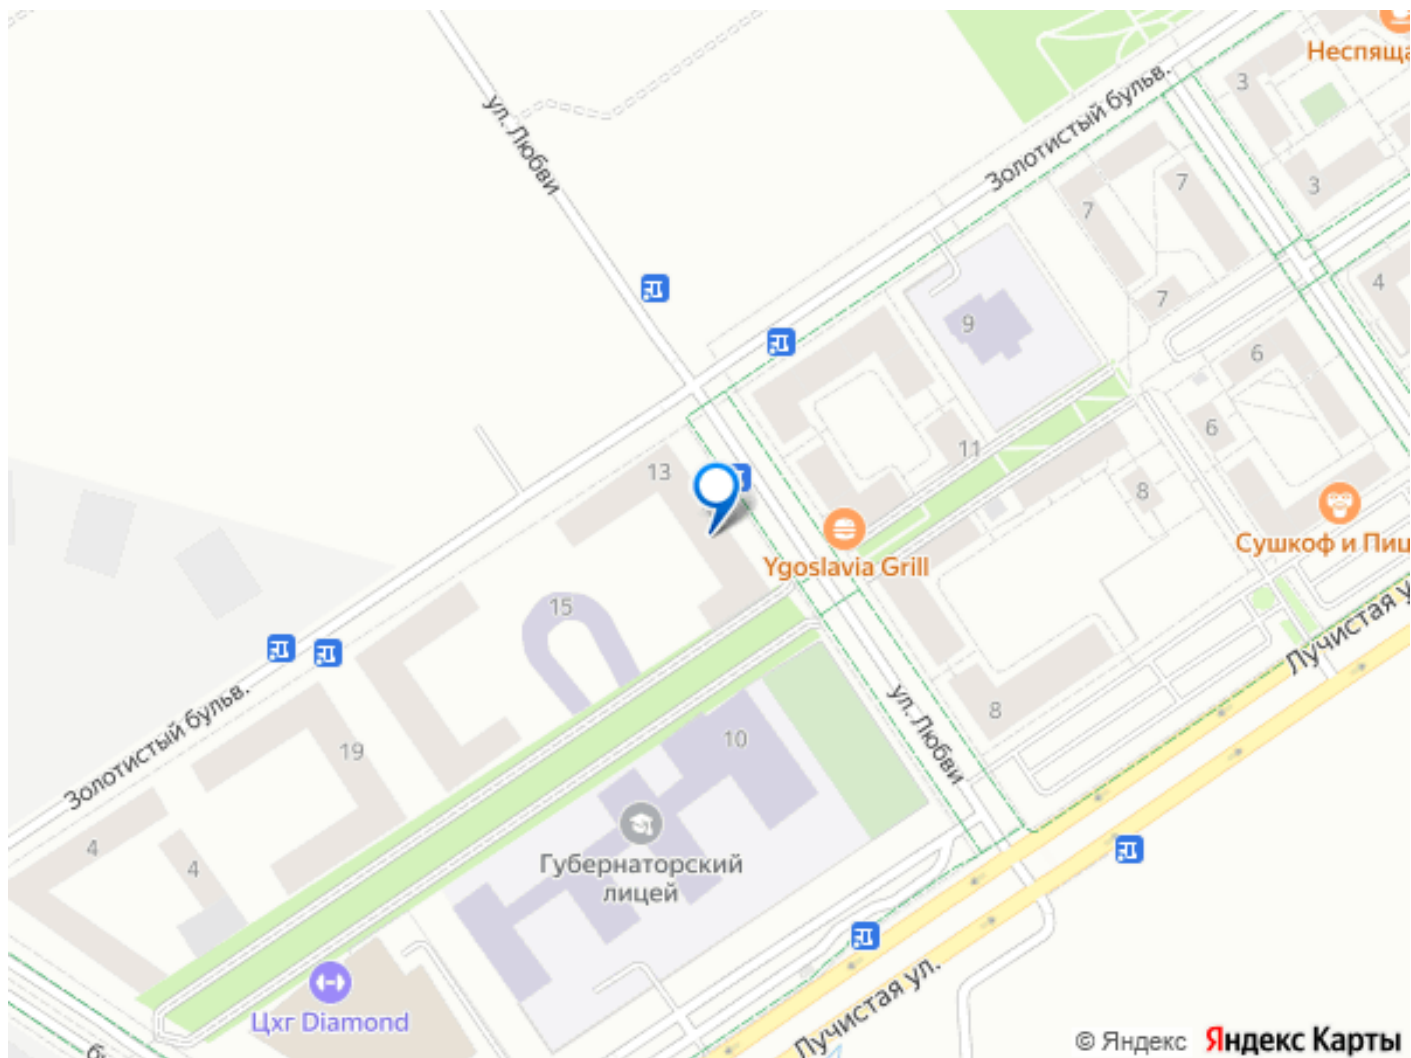 Неспяща
3
ул. Любви
Золотистый бульв.
7
7
3
4
7
9
6
6
11
13
8
Ygoslavia Grill
Сушкоф и Пиц
15
Лучистая у
8
ул. Любви
10
Золотистый бульв.
19
4
4
Губернаторский
лицей
Цхг Diamond
Лучистая ул.
© Яндекс Яндекс Карты